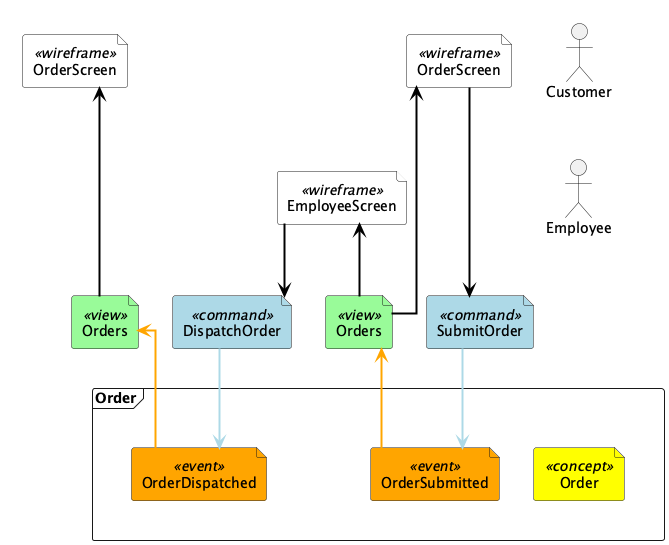 «wireframe»
OrderScreen
«wireframe»
OrderScreen
Customer
«wireframe»
EmployeeScreen
Employee
«view»
Orders
«command»
DispatchOrder
«view»
Orders
«command»
SubmitOrder
Order
«event»
OrderDispatched
«event»
OrderSubmitted
«concept»
Order